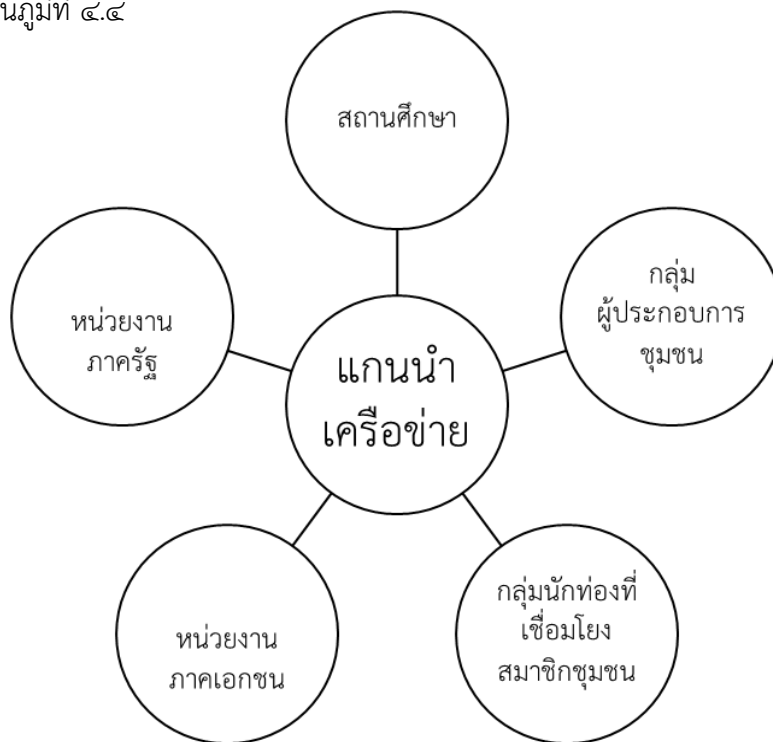 นภูมิที่ ๔.๔
สถานศึกษา
กลุ่ม
ผู้ประกอบการ
ชุมชน
หน่วยงาน
ภาครัฐ
แกนนำ
เครือข่าย
กลุ่มนักท่องที่
เชื่อมโยง
สมาชิกชุมชน
หน่วยงาน
ภาคเอกชน